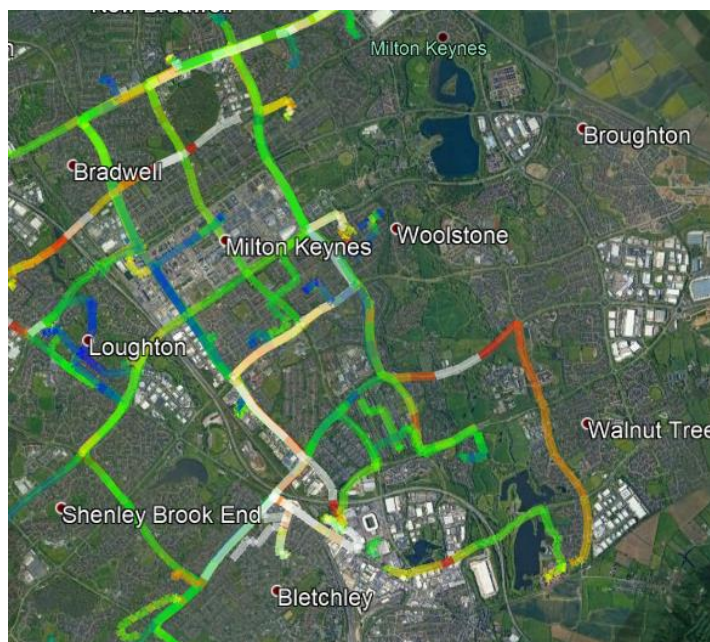 Milton Keynes
Broughton
Bradwell
Woolstone
Milton Keynes
Loughton
Walnut Tree
Shenley Brook End
Bletchley